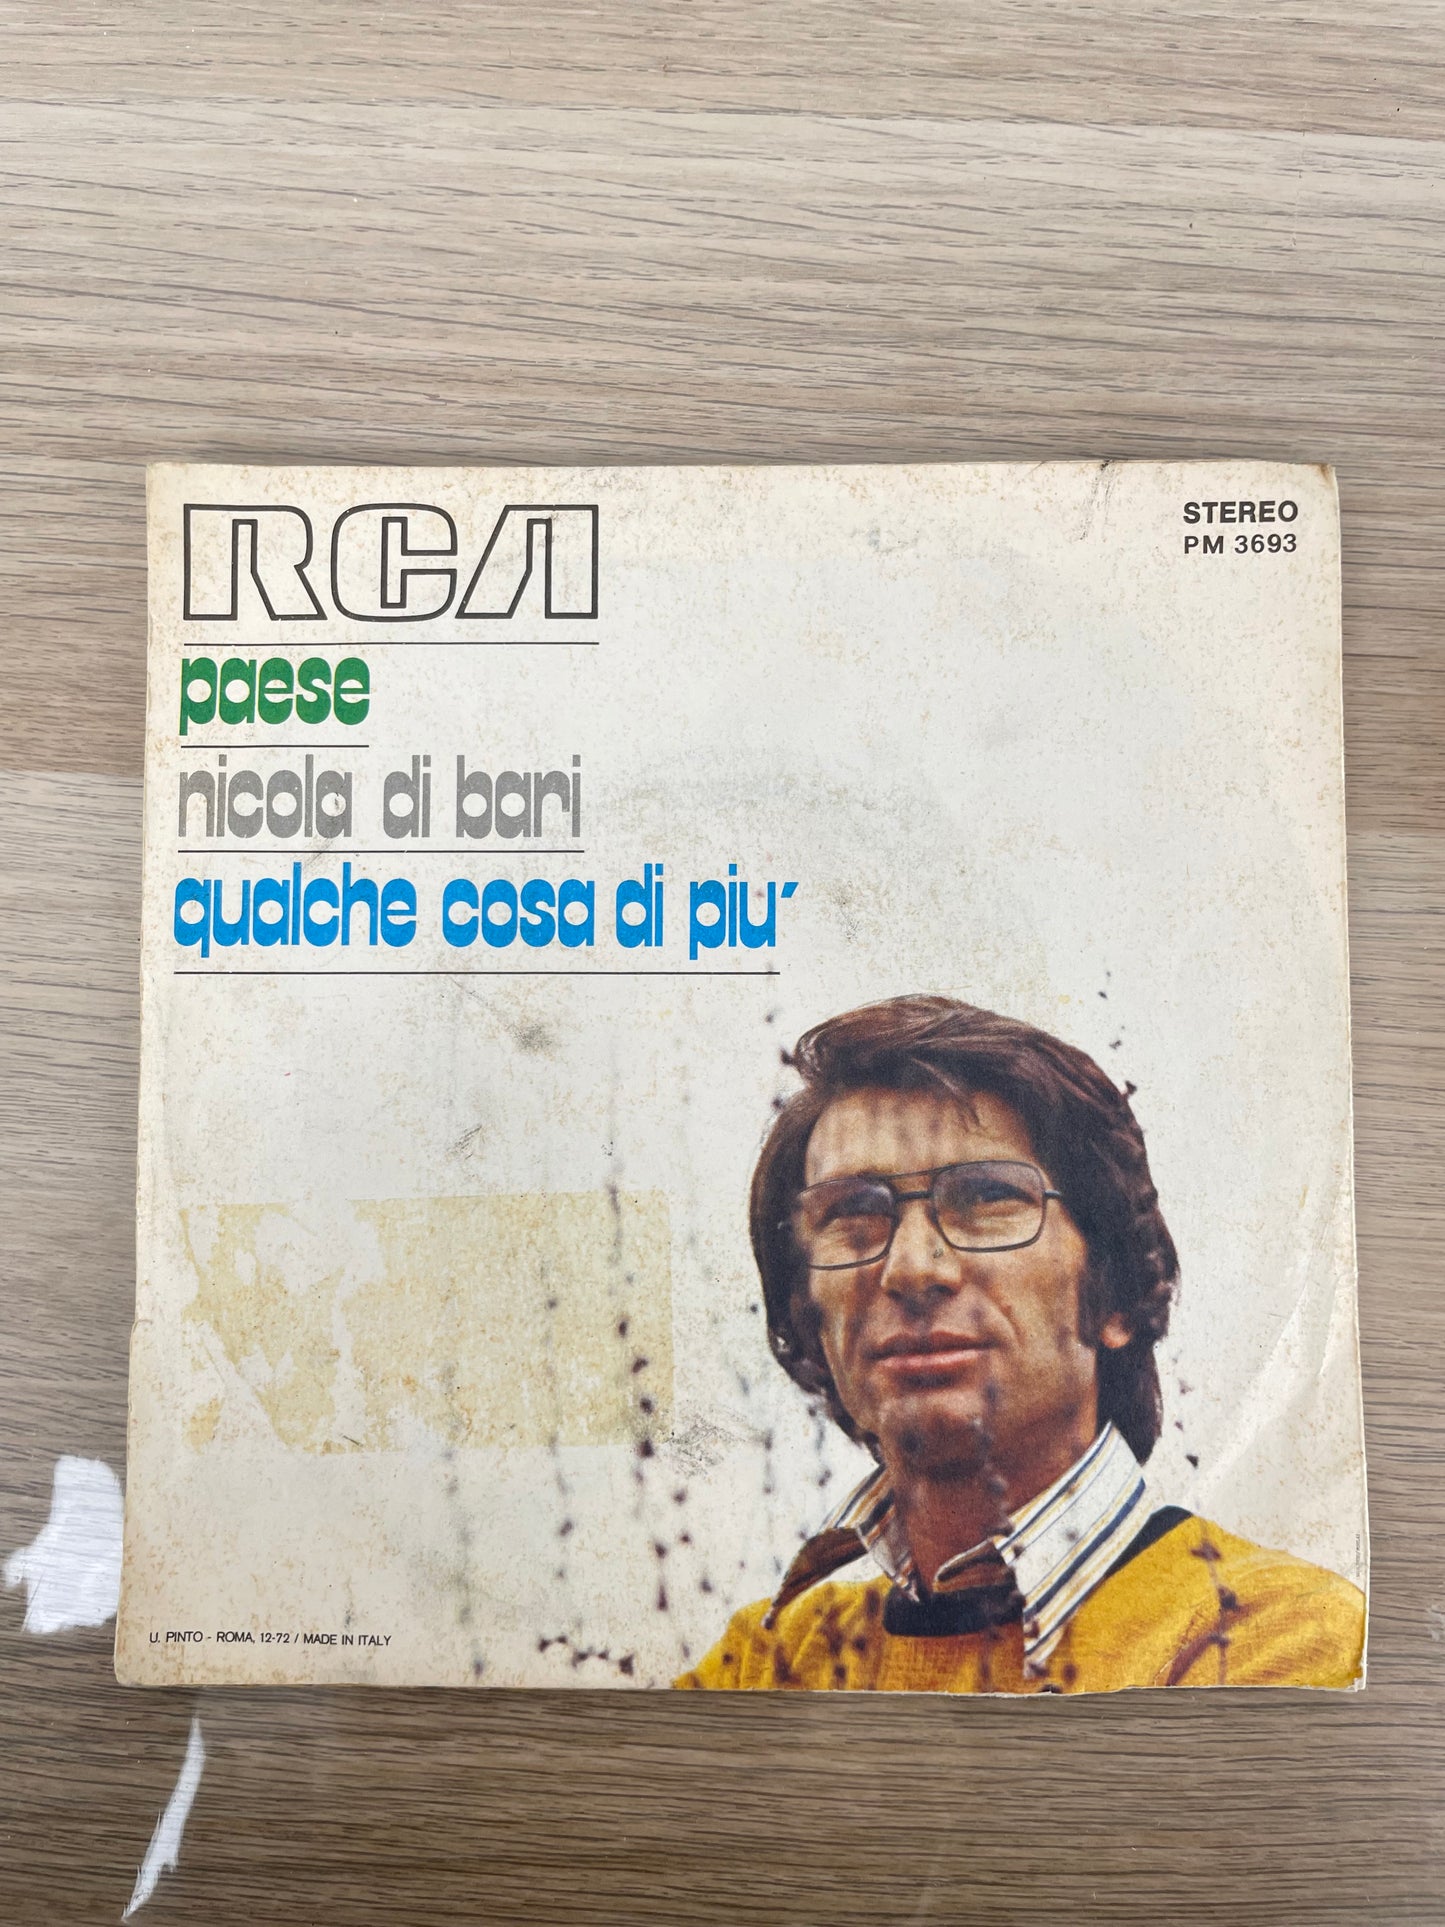 RCA
STEREO
PM 3693
paese
nicola di bari
qualche cosa di piu'
U. PINTO - ROMA, 12-72 / MADE IN ITALY